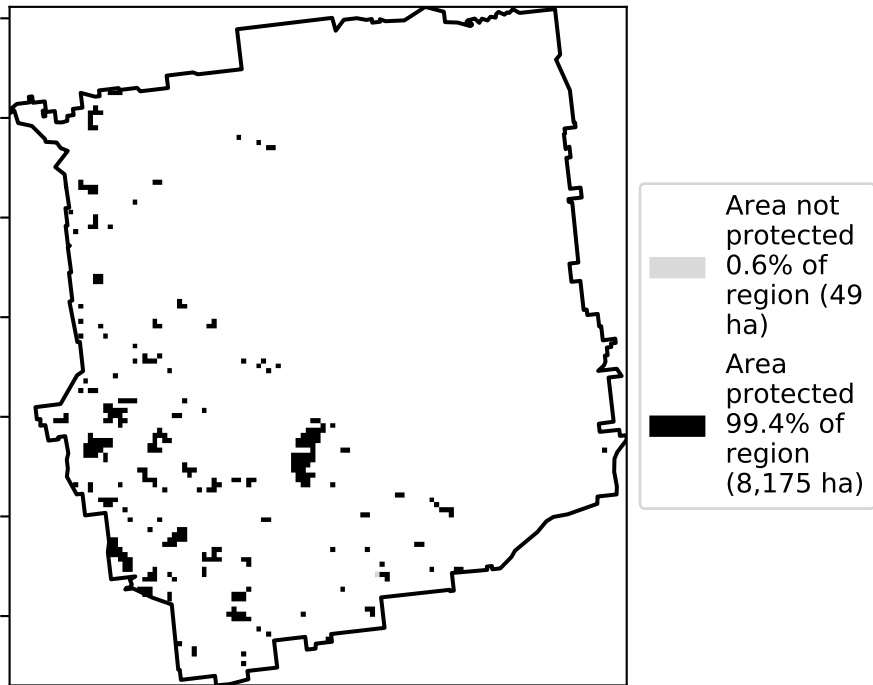 Area not
protected
0.6% of
region (49
ha)
Area
protected
99.4% of
region
(8,175 ha)